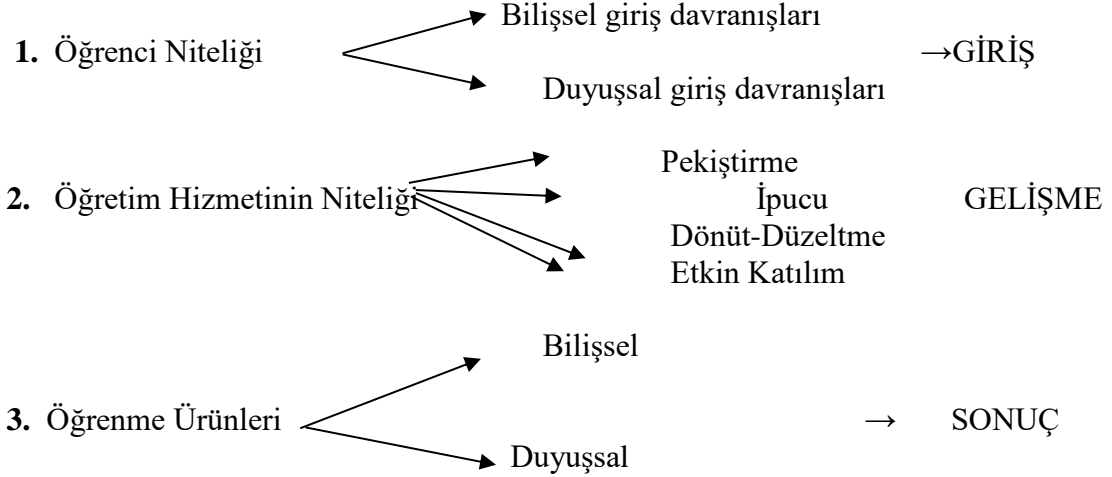 Bilişsel giriş davranışları
1. Öğrenci Niteliği →GİRİŞ
Duyuşsal giriş davranışları
Pekiştirme
2. Öğretim Hizmetinin Niteliği İpucu GELİŞME
Dönüt-Düzeltme
Etkin Katılım
Bilişsel
3. Öğrenme Ürünleri → SONUÇ
Duyuşsal